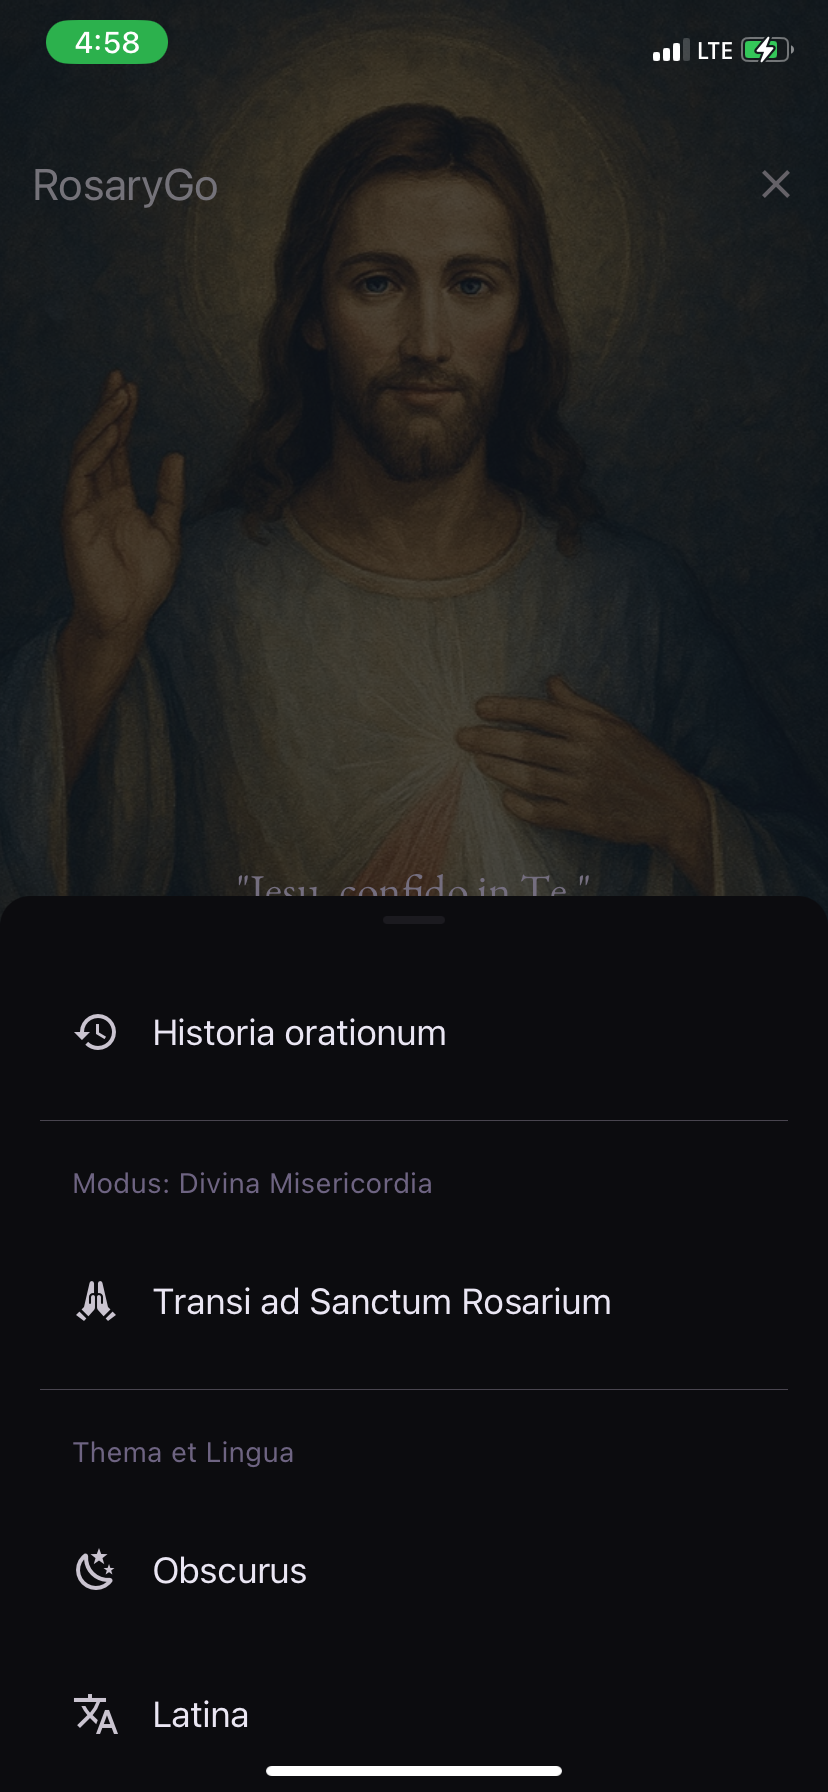 4:58
LTE
RosaryGo
"Jesu, confido in Te."
Historia orationum
Modus: Divina Misericordia
Transi ad Sanctum Rosarium
Thema et Lingua
Obscurus
Latina